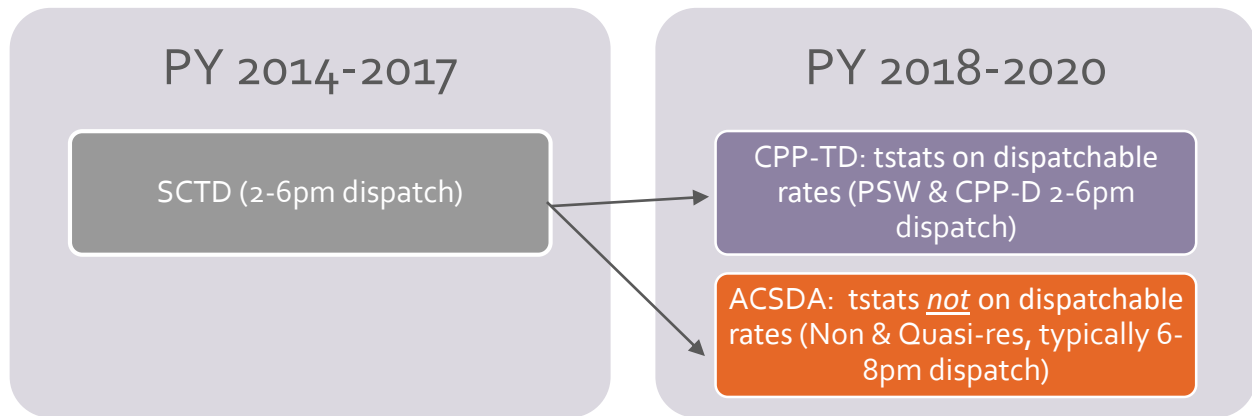 PY 2014-2017
SCTD (2-6pm dispatch)
PY 2018-2020
CPP-TD: tstats on dispatchable
rates (PSW & CPP-D 2-6pm
dispatch)
ACSDA:  tstats not on dispatchable
rates (Non & Quasi-res, typically 6-
8pm dispatch)